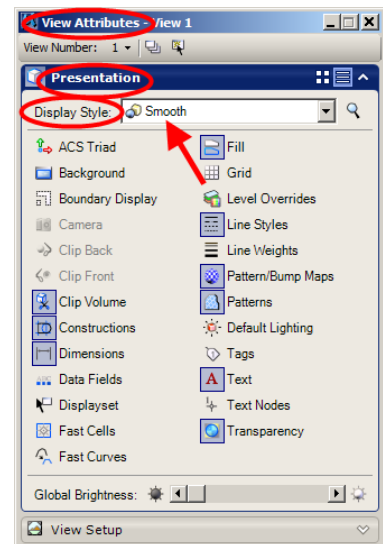 View Attributes - View 1
View Number: 1
Presentation
Display Style: Smooth
ACS Triad Fill
Background Grid
Boundary Display Level Overrides
Camera Line Styles
Clip Back Line Weights
Clip Front Pattern/Bump Maps
Clip Volume Patterns
Constructions Default Lighting
Dimensions Tags
Data Fields A Text
Displayset Text Nodes
Fast Cells Transparency
Fast Curves
Global Brightness:
View Setup